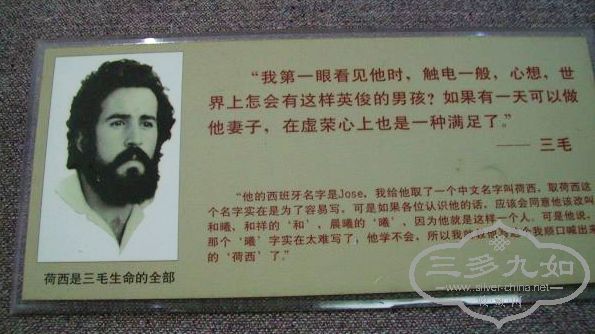 “我第一眼看见他时，触电一般，心想，世
界上怎会有这样英俊的男孩？如果有一天可以做
他妻子，在虚荣心上也是一种满足了。”
—— 三毛
“他的西班牙名字是Jose，我给他取了一个中文名字叫荷西，取荷西这
个名字实在是为了容易写，可是如果各位认识他的话，应该会同意他该改叫
和曦，和祥的‘和’，晨曦的‘曦’，因为他就是这样一个人。可是他说，
那个‘曦’字实在太难写了，他学不会，所以我 我顺口喊出来
的‘荷西’了。”
荷西是三毛生命的全部
三多九如
www.silver-china.net